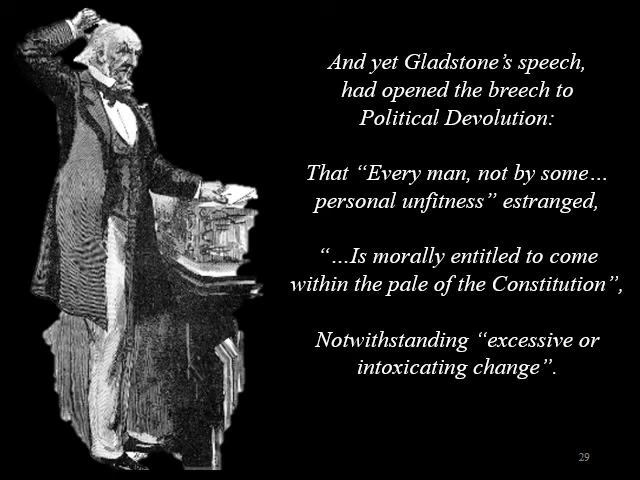 And yet Gladstone's speech,
had opened the breech to
Political Devolution:
That “Every man, not by some…
personal unfitness” estranged,
“…Is morally entitled to come
within the pale of the Constitution”,
Notwithstanding “excessive or
intoxicating change”.
29